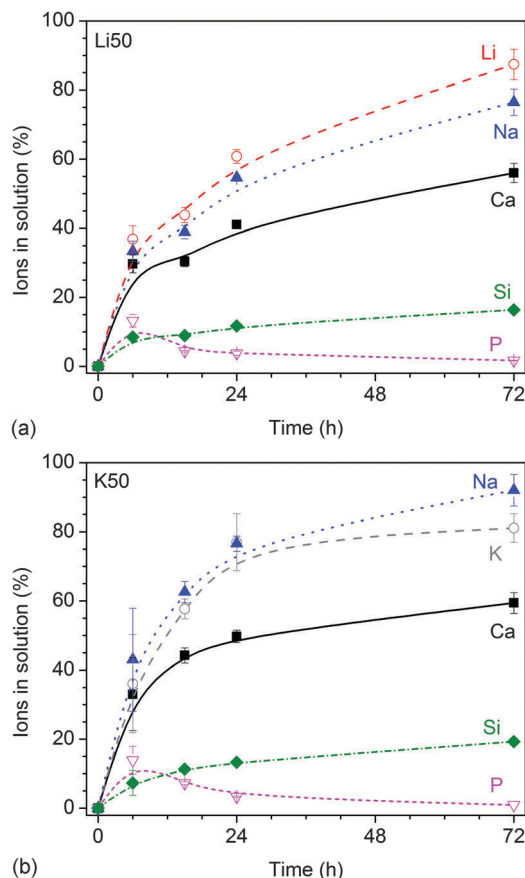 Li50
Ions in solution (%)
100
80
60
40
20
0
Li
Na
Ca
Si
P
0
24
48
72
Time (h)
(a)
K50
Ions in solution (%)
100
80
60
40
20
0
Na
K
Ca
Si
P
0
24
48
72
Time (h)
(b)